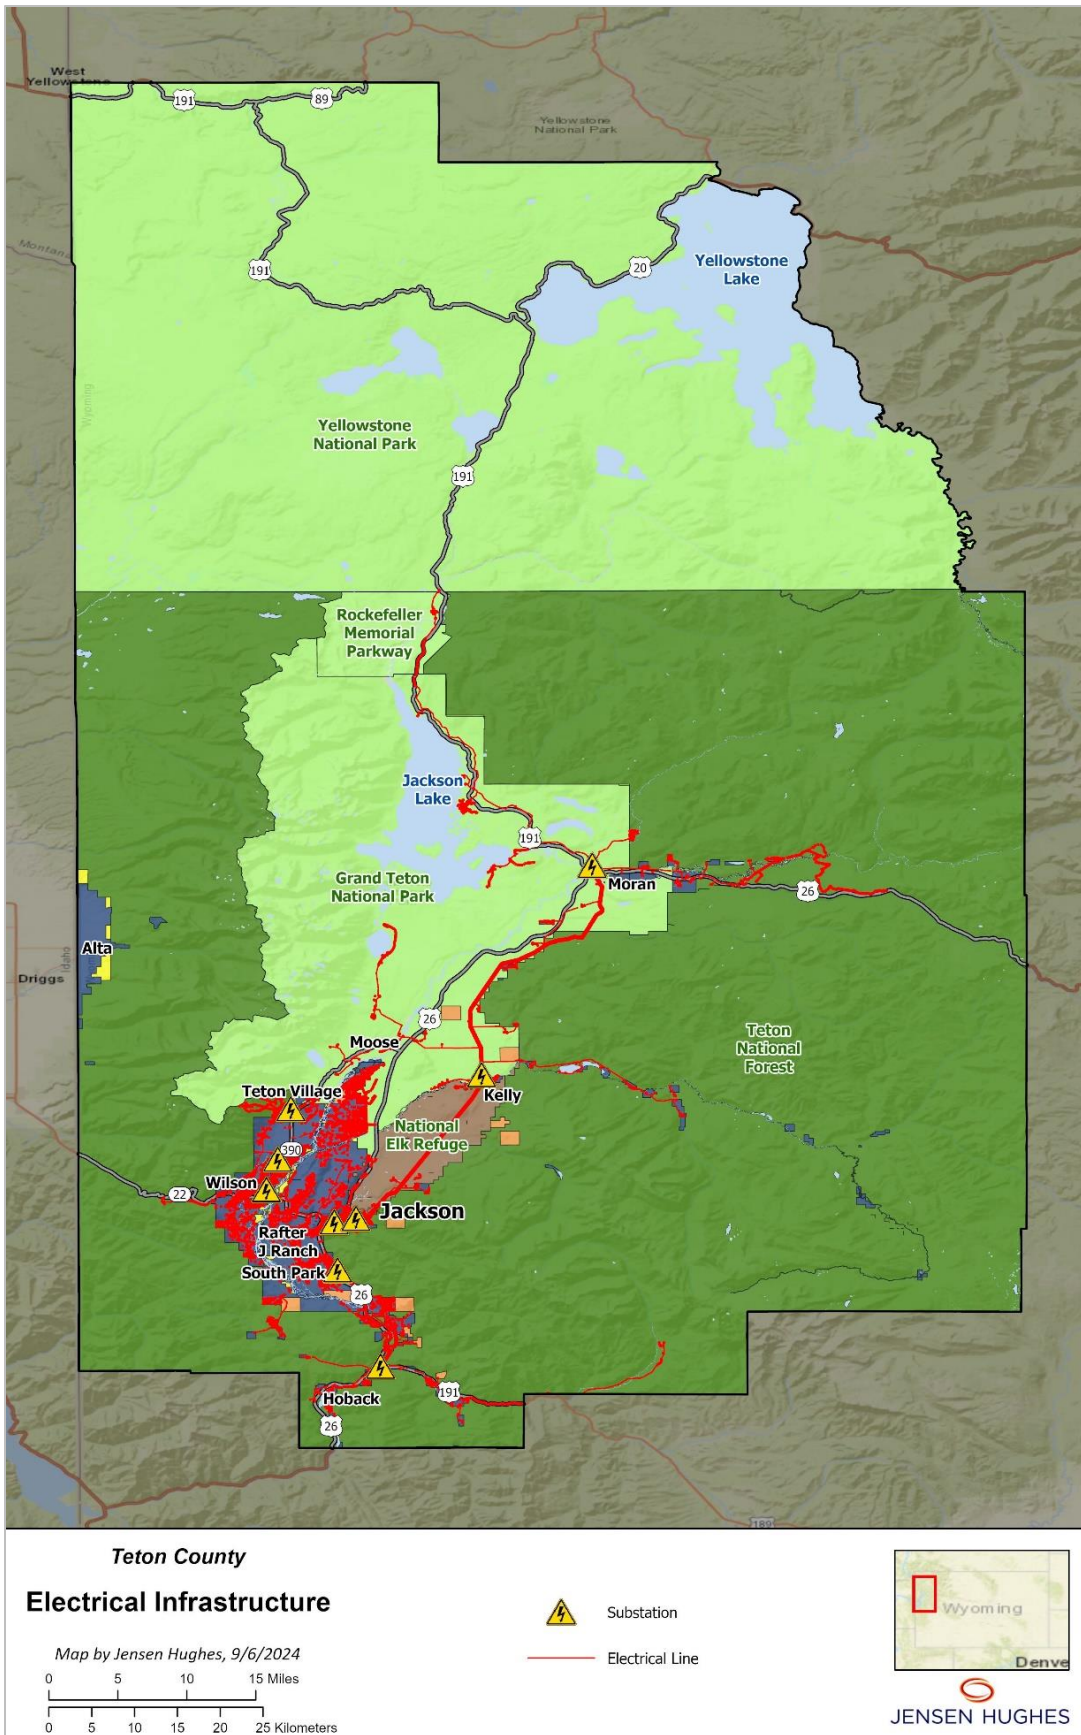 West
Yellowstone
191
89
Yellowstone
National Park
Montana
191
20
Yellowstone
Lake
Wyoming
Yellowstone
National Park
191
Rockefeller
Memorial
Parkway
Jackson
Lake
191
Moran
26
Grand Teton
National Park
Alta
Idaho
Driggs
26
Moose
Teton
National
Forest
Teton Village
Kelly
National
Elk Refuge
390
Wilson
22
Jackson
Rafter
J Ranch
South Park
26
Hoback
191
26
189
Teton County
Electrical Infrastructure
Map by Jensen Hughes, 9/6/2024
0 5 10 15 Miles
0 5 10 15 20 25 Kilometers
Substation
Electrical Line
Wyoming
Denve
JENSEN HUGHES